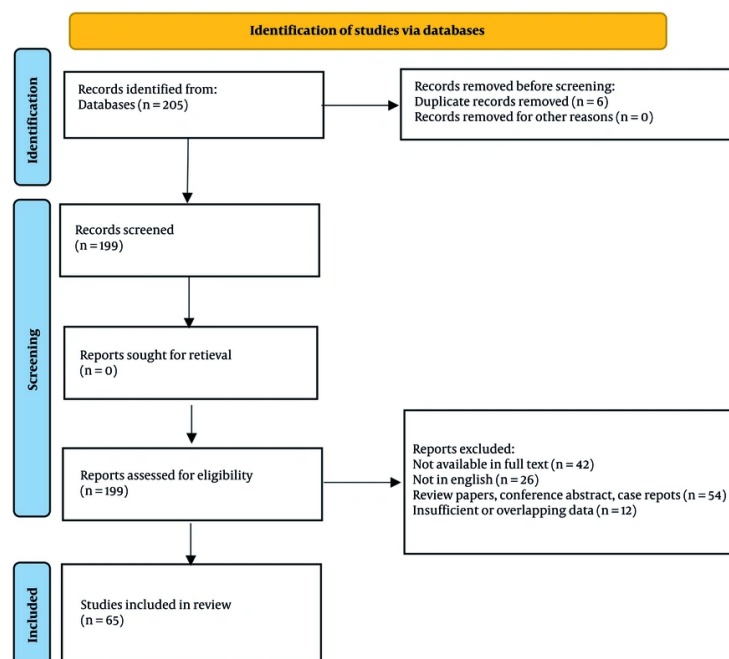 Identification of studies via databases
Identification
Records identified from:
Databases (n = 205)
Records removed before screening:
Duplicate records removed (n = 6)
Records removed for other reasons (n = 0)
Screening
Records screened
(n = 199)
Reports sought for retieval
(n = 0)
Reports assessed for eligibility
(n = 199)
Reports excluded:
Not available in full text (n = 42)
Not in english (n = 26)
Review papers, conference abstract, case repots (n = 54)
Insufficient or overlapping data (n = 12)
Included
Studies included in review
(n = 65)